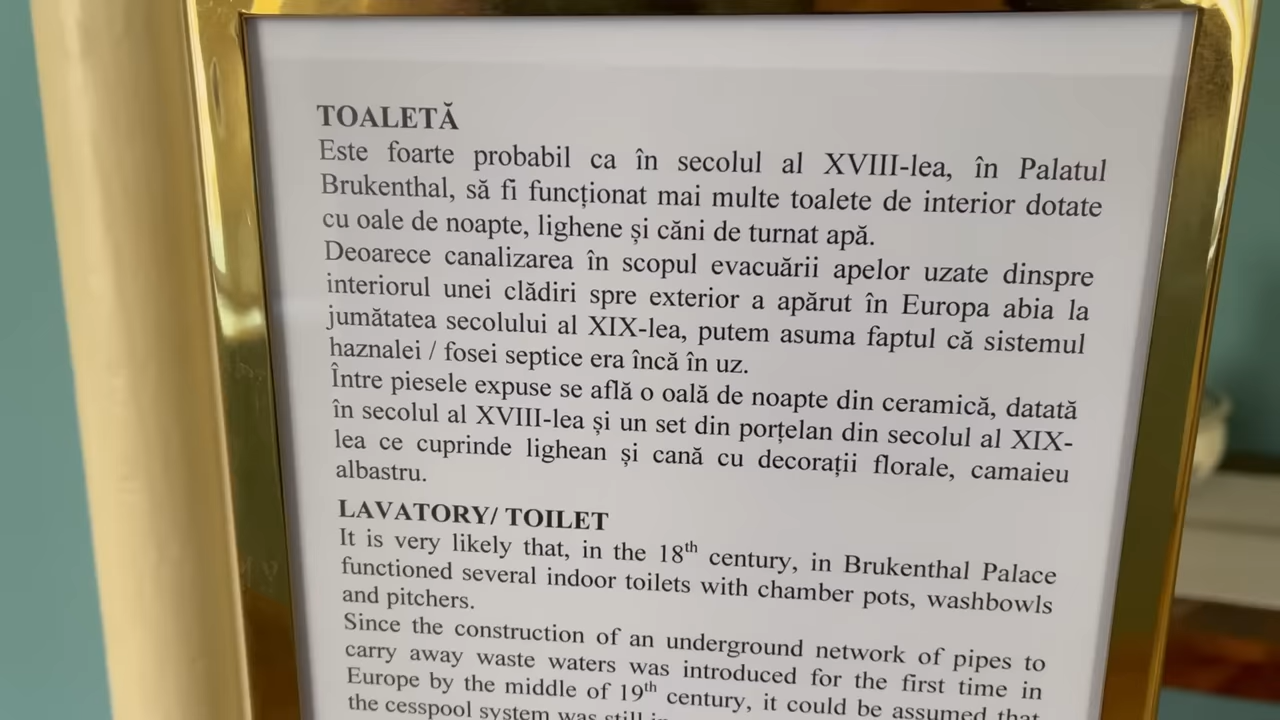 TOALETĂ
Este foarte probabil ca în secolul al XVIII-lea, în Palatul
Brukenthal, să fi funcționat mai multe toalete de interior dotate
cu oale de noapte, lighene și căni de turnat apă.
Deoarece canalizarea în scopul evacuării apelor uzate dinspre
interiorul unei clădiri spre exterior a apărut în Europa abia la
jumătatea secolului al XIX-lea, putem asuma faptul că sistemul
haznalei / fosei septice era încă în uz.
Între piesele expuse se află o oală de noapte din ceramică, datată
în secolul al XVIII-lea și un set din porțelan din secolul al XIX-
lea ce cuprinde lighean și cană cu decorații florale, camaieu
albastru.
LAVATORY/ TOILET
It is very likely that, in the 18th century, in Brukenthal Palace
functioned several indoor toilets with chamber pots, washbowls
and pitchers.
Since the construction of an underground network of pipes to
carry away waste waters was introduced for the first time in
Europe by the middle of 19th century, it could be assumed that
the cesspool system was still